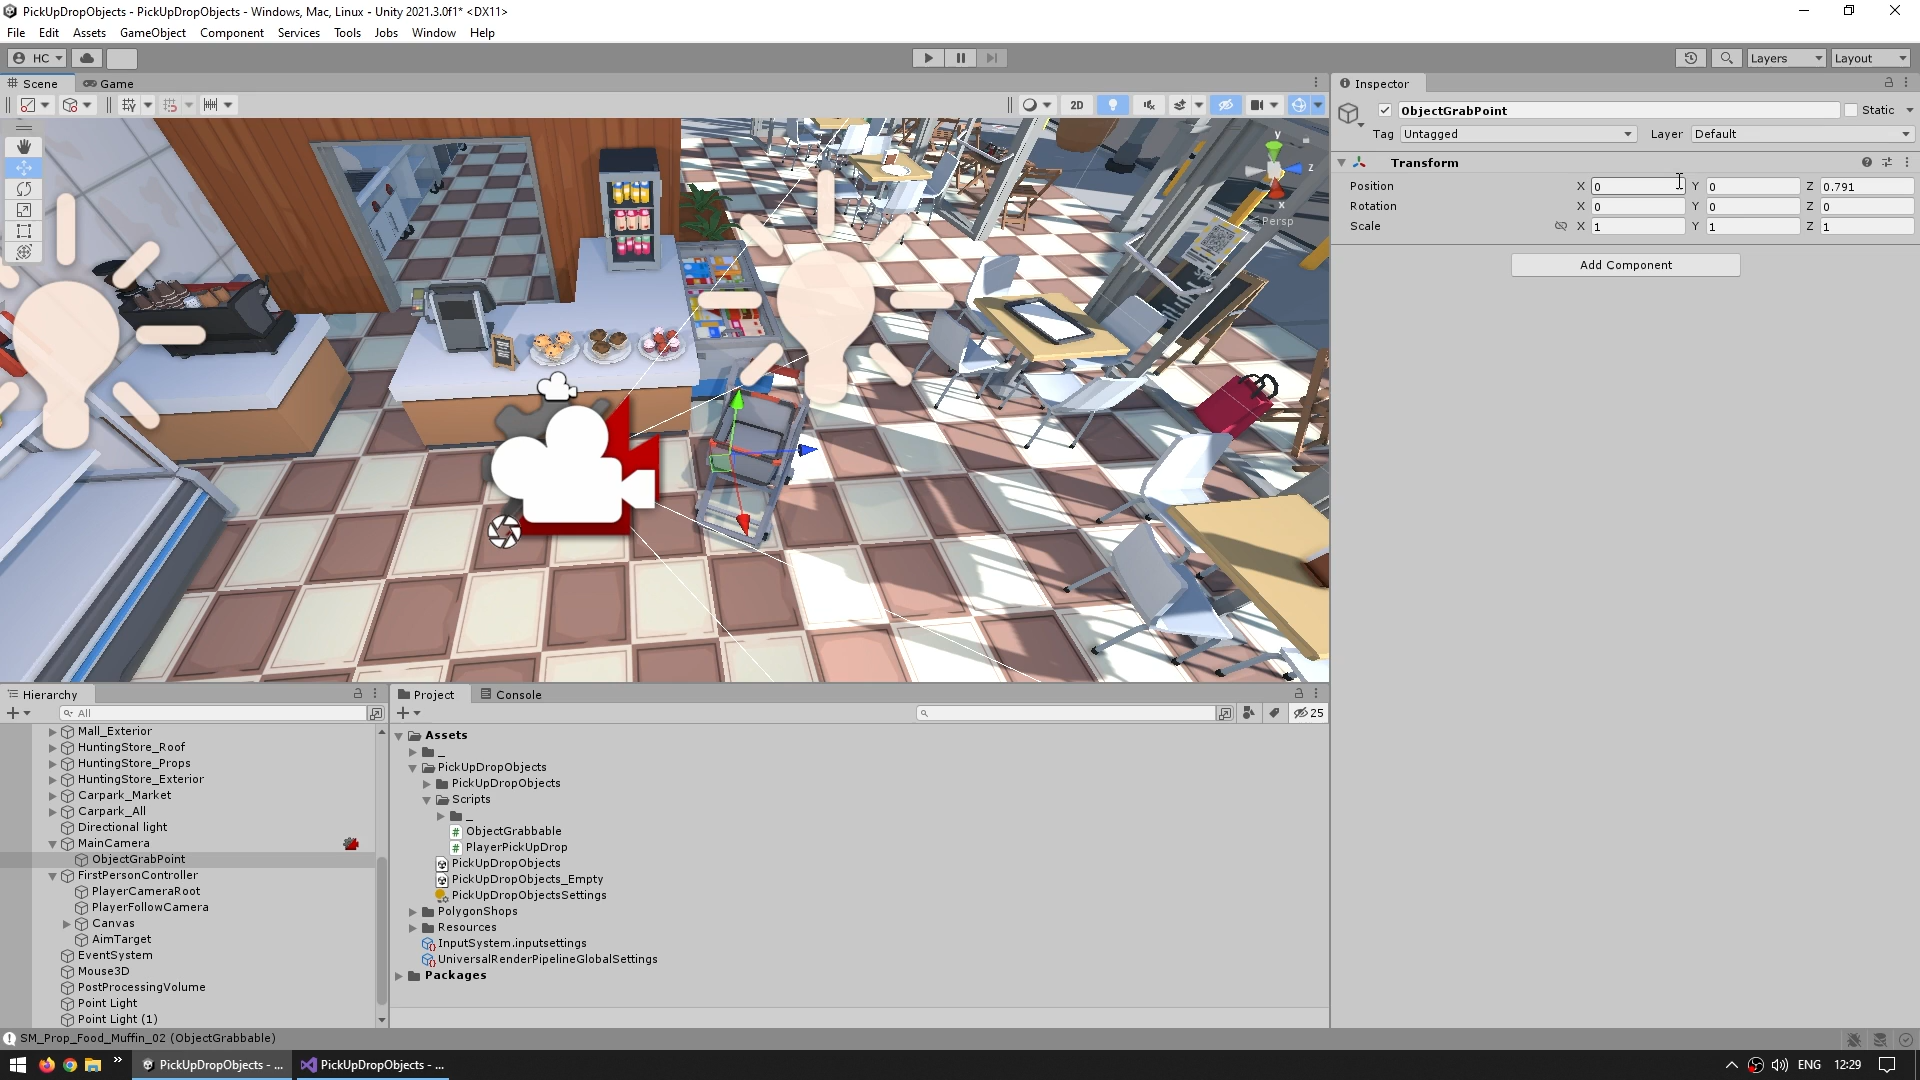 PickUpDropObjects - PickUpDropObjects - Windows, Mac, Linux - Unity 2021.3.0f1* <DX11>
File Edit Assets GameObject Component Services Tools Jobs Window Help
HC Layers Layout
Scene Game
2D
y
z
x
Persp
Inspector
ObjectGrabPoint Static
Tag Untagged Layer Default
Transform
Position X 0 Y 0 Z 0.791
Rotation X 0 Y 0 Z 0
Scale X 1 Y 1 Z 1
Add Component
Hierarchy
All
Mall_Exterior
HuntingStore_Roof
HuntingStore_Props
HuntingStore_Exterior
Carpark_Market
Carpark_All
Directional light
MainCamera
ObjectGrabPoint
FirstPersonController
PlayerCameraRoot
PlayerFollowCamera
Canvas
AimTarget
EventSystem
Mouse3D
PostProcessingVolume
Point Light
Point Light (1)
Project Console
25
Assets
_
PickUpDropObjects
PickUpDropObjects
Scripts
_
ObjectGrabbable
PlayerPickUpDrop
PickUpDropObjects
PickUpDropObjects_Empty
PickUpDropObjectsSettings
PolygonShops
Resources
InputSystem.inputsettings
UniversalRenderPipelineGlobalSettings
Packages
SM_Prop_Food_Muffin_02 (ObjectGrabbable)
PickUpDropObjects - ... PickUpDropObjects - ... ENG 12:29